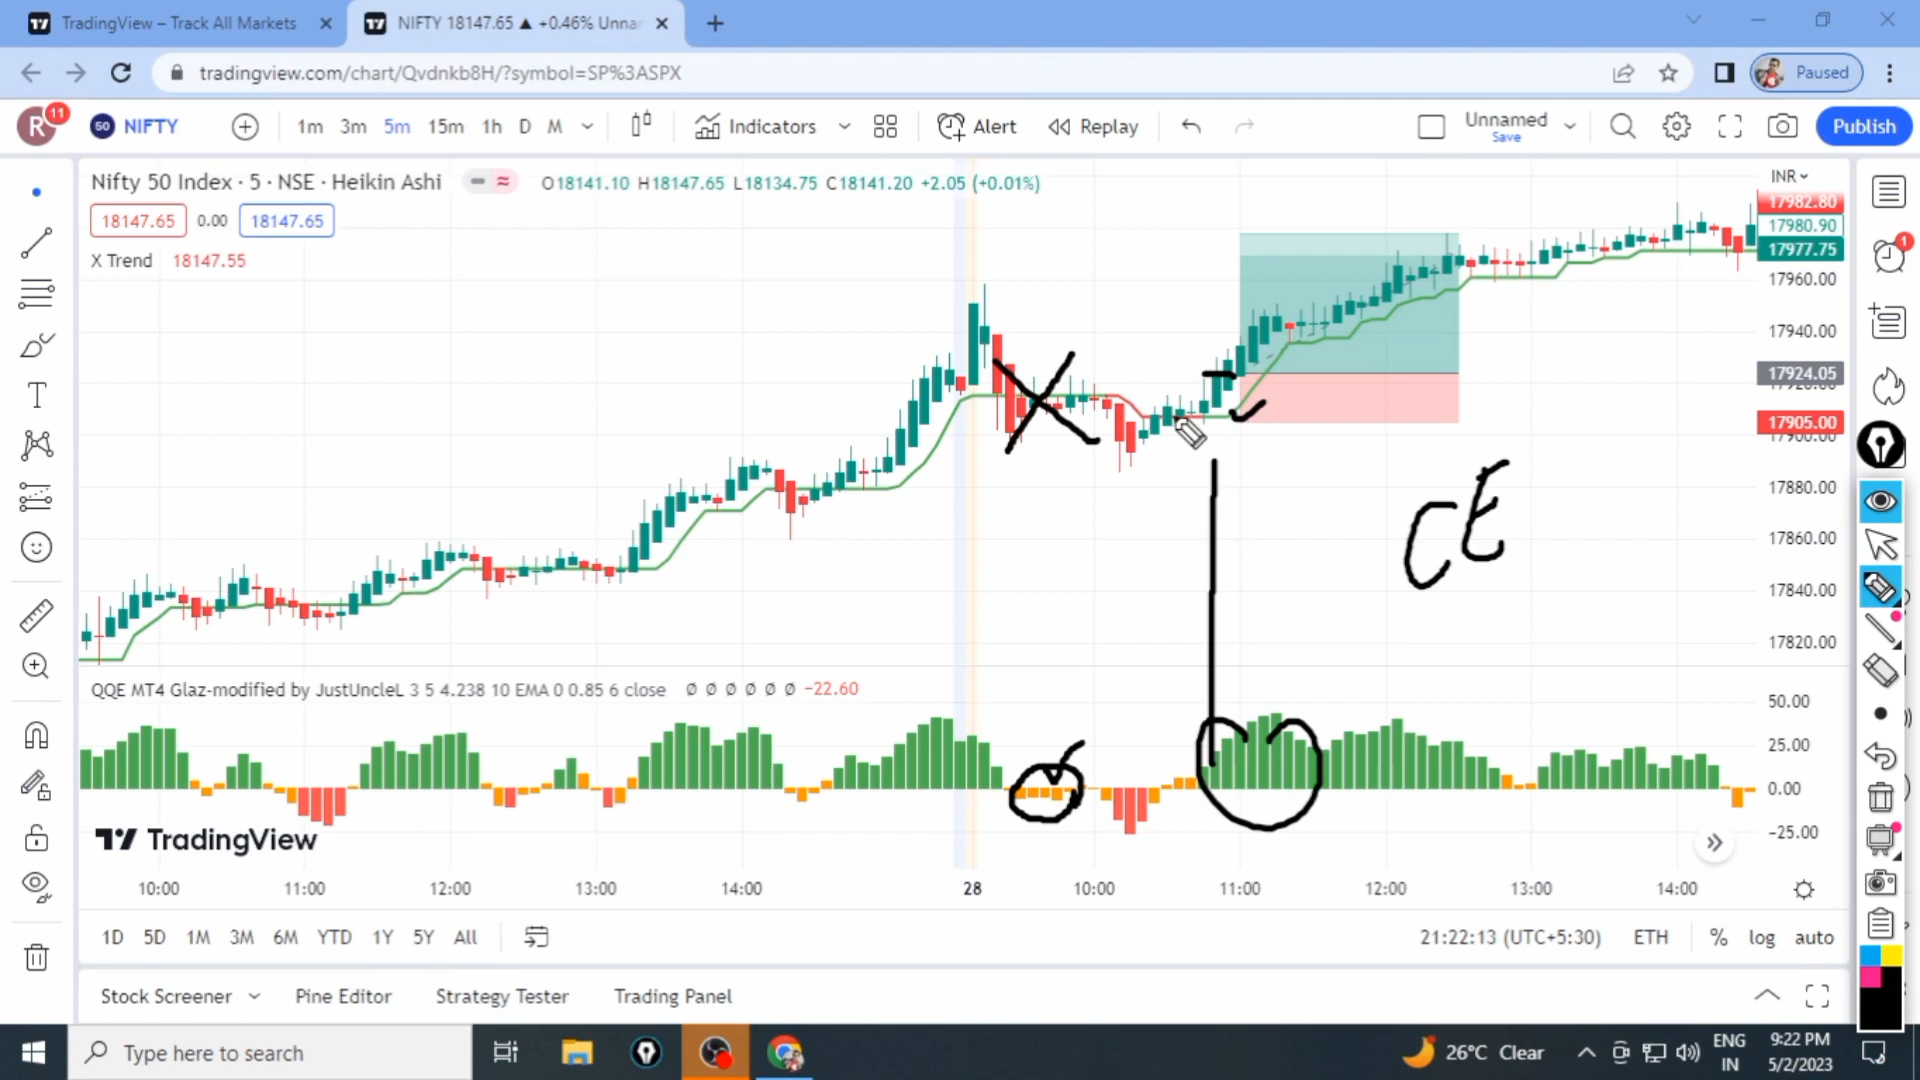 TradingView – Track All Markets
NIFTY 18147.65 ▲ +0.46% Unna
tradingview.com/chart/Qvdnkb8H/?symbol=SP%3ASPX
Paused
R 11
50 NIFTY
1m 3m 5m 15m 1h D M
Indicators
Alert
Replay
Unnamed
Save
Publish
Nifty 50 Index · 5 · NSE · Heikin Ashi
O18141.10 H18147.65 L18134.75 C18141.20 +2.05 (+0.01%)
18147.65 0.00 18147.65
X Trend 18147.55
INR
17982.80
17980.90
17977.75
17960.00
17940.00
17924.05
17905.00
17880.00
17860.00
17840.00
17820.00
1
CE
QQE MT4 Glaz-modified by JustUncleL 3 5 4.238 10 EMA 0 0.85 6 close Ø Ø Ø Ø Ø Ø −22.60
50.00
25.00
0.00
−25.00
TradingView
10:00 11:00 12:00 13:00 14:00 28 10:00 11:00 12:00 13:00 14:00
1D 5D 1M 3M 6M YTD 1Y 5Y All
21:22:13 (UTC+5:30) ETH % log auto
Stock Screener Pine Editor Strategy Tester Trading Panel
Type here to search
26°C Clear
ENG
IN
9:22 PM
5/2/2023